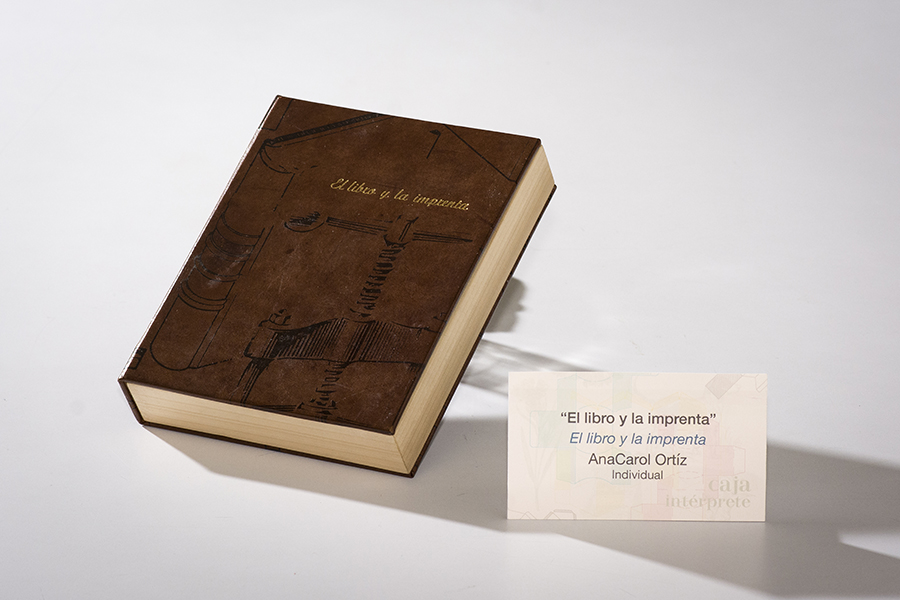 El libro y la imprenta
“El libro y la imprenta”
El libro y la imprenta
AnaCarol Ortíz
Individual
caja
intérprete